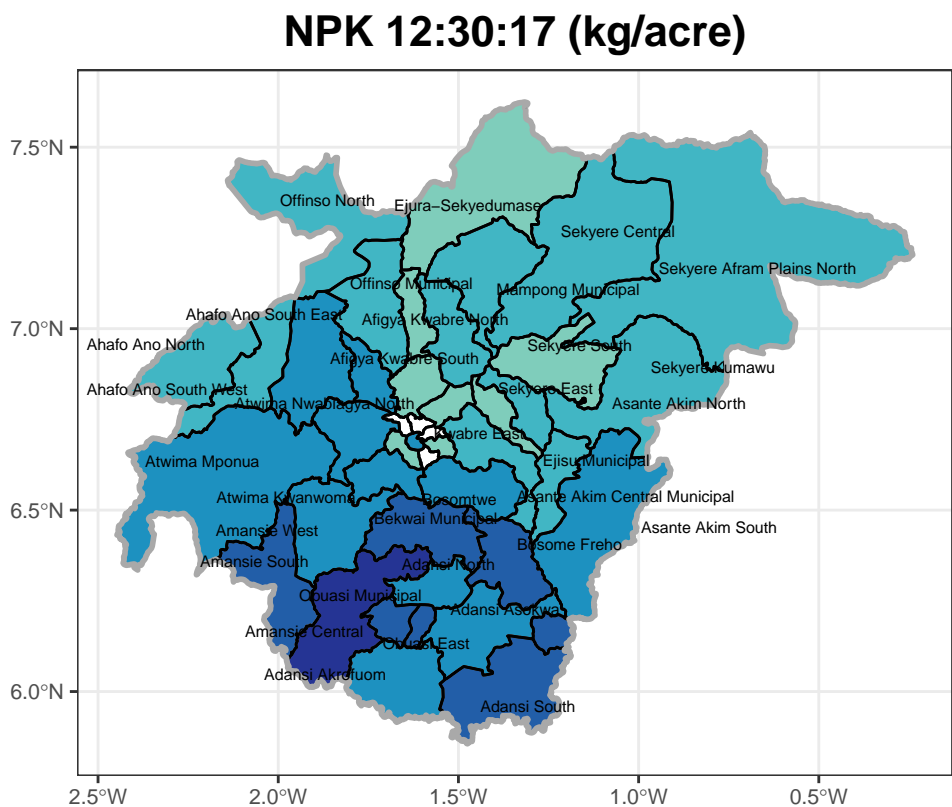 NPK 12:30:17 (kg/acre)
7.5°N
Offinso North
Ejura−Sekyedumase
Sekyere Central
Sekyere Afram Plains North
Offinso Municipal
Mampong Municipal
Ahafo Ano South East
Afigya Kwabre North
7.0°N
Ahafo Ano North
Sekyere South
Afigya Kwabre South
Sekyere Kumawu
Ahafo Ano South West
Sekyere East
Atwima Nwabiagya North
Asante Akim North
Kwabre East
Atwima Mponua
Ejisu Municipal
Atwima Kwanwoma
Bosomtwe
Asante Akim Central Municipal
6.5°N
Bekwai Municipal
Asante Akim South
Amansie West
Bosome Freho
Amansie South
Adansi North
Obuasi Municipal
Adansi Asokwa
Amansie Central
Obuasi East
Adansi Akrofuom
6.0°N
Adansi South
2.5°W
2.0°W
1.5°W
1.0°W
0.5°W